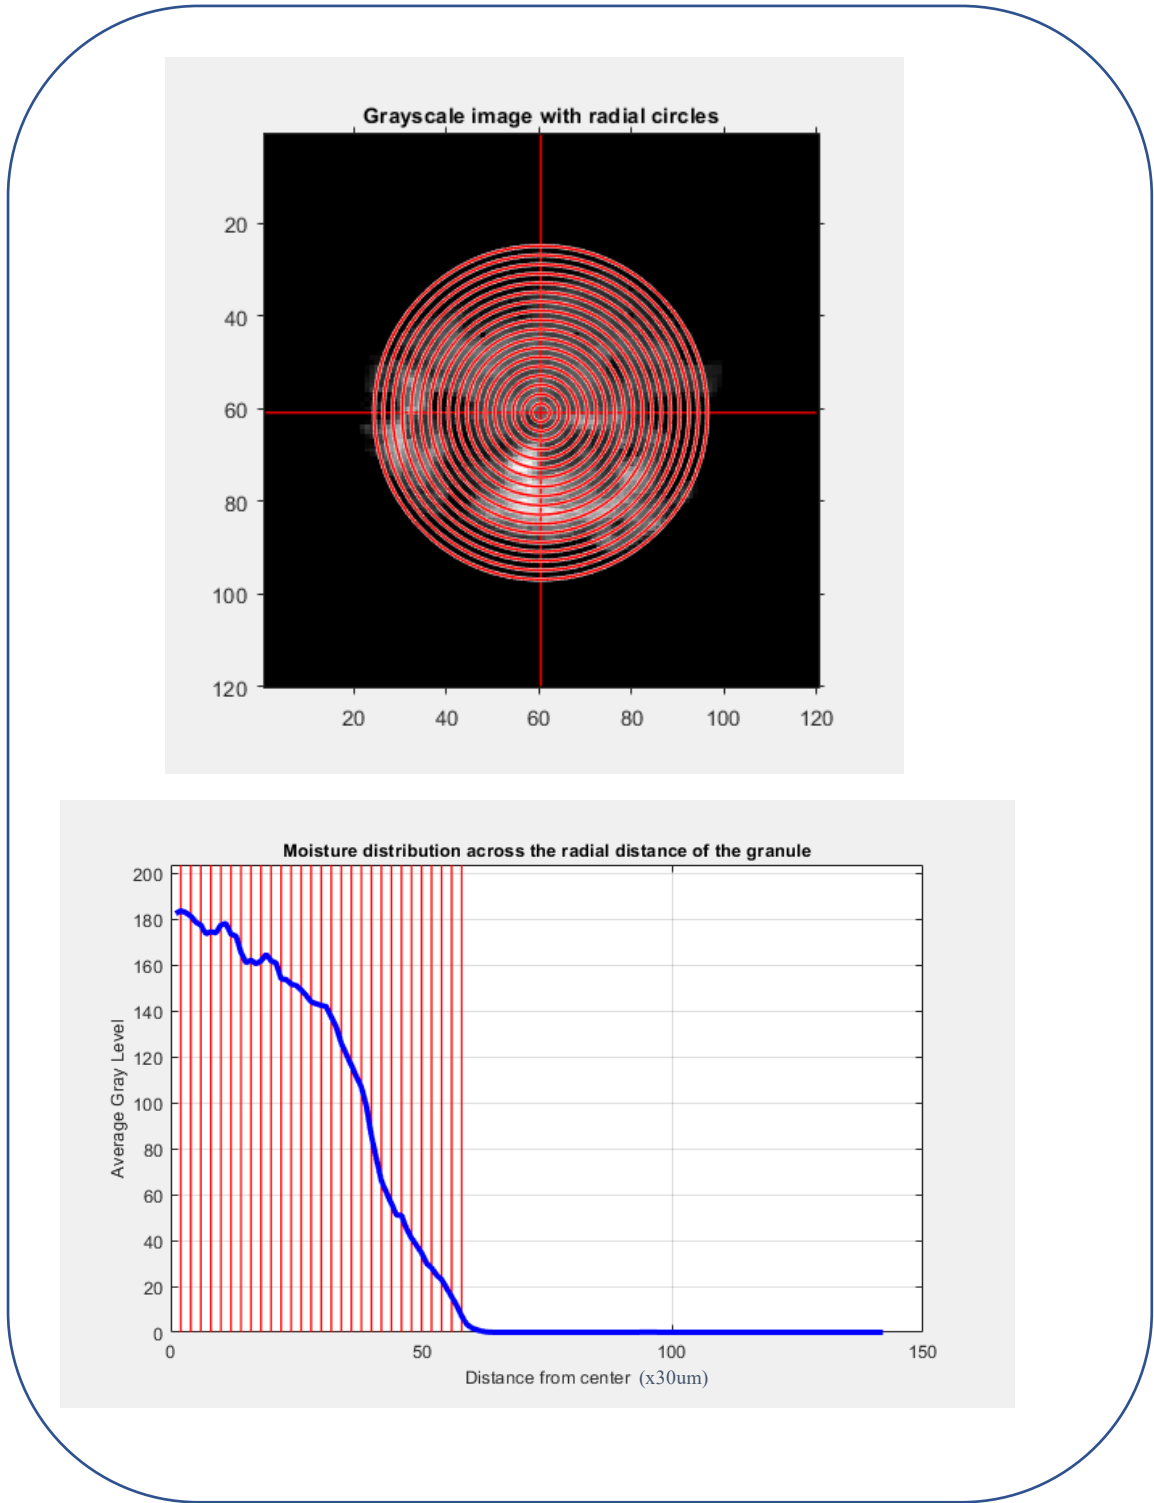 Grayscale image with radial circles
20
40
60
80
100
120
20 40 60 80 100 120
Moisture distribution across the radial distance of the granule
200
180
160
140
120
100
80
60
40
20
0
Average Gray Level
0 50 100 150
Distance from center (x30um)